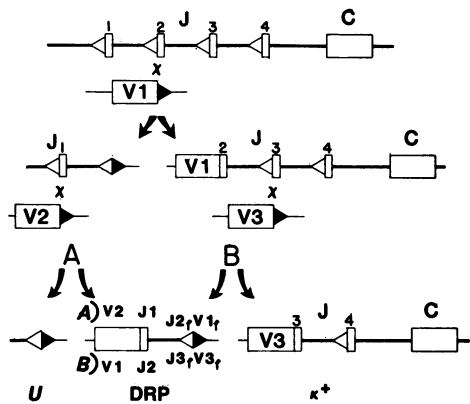 J C
1 2 3 4
χ
V1
J J C
1 2 3 4
V1
χ χ
V2 V3
A B
A) V2 J1 J2f V1f 3 J 4 C
V3
B) V1 J2 J3f V3f
U DRP κ+